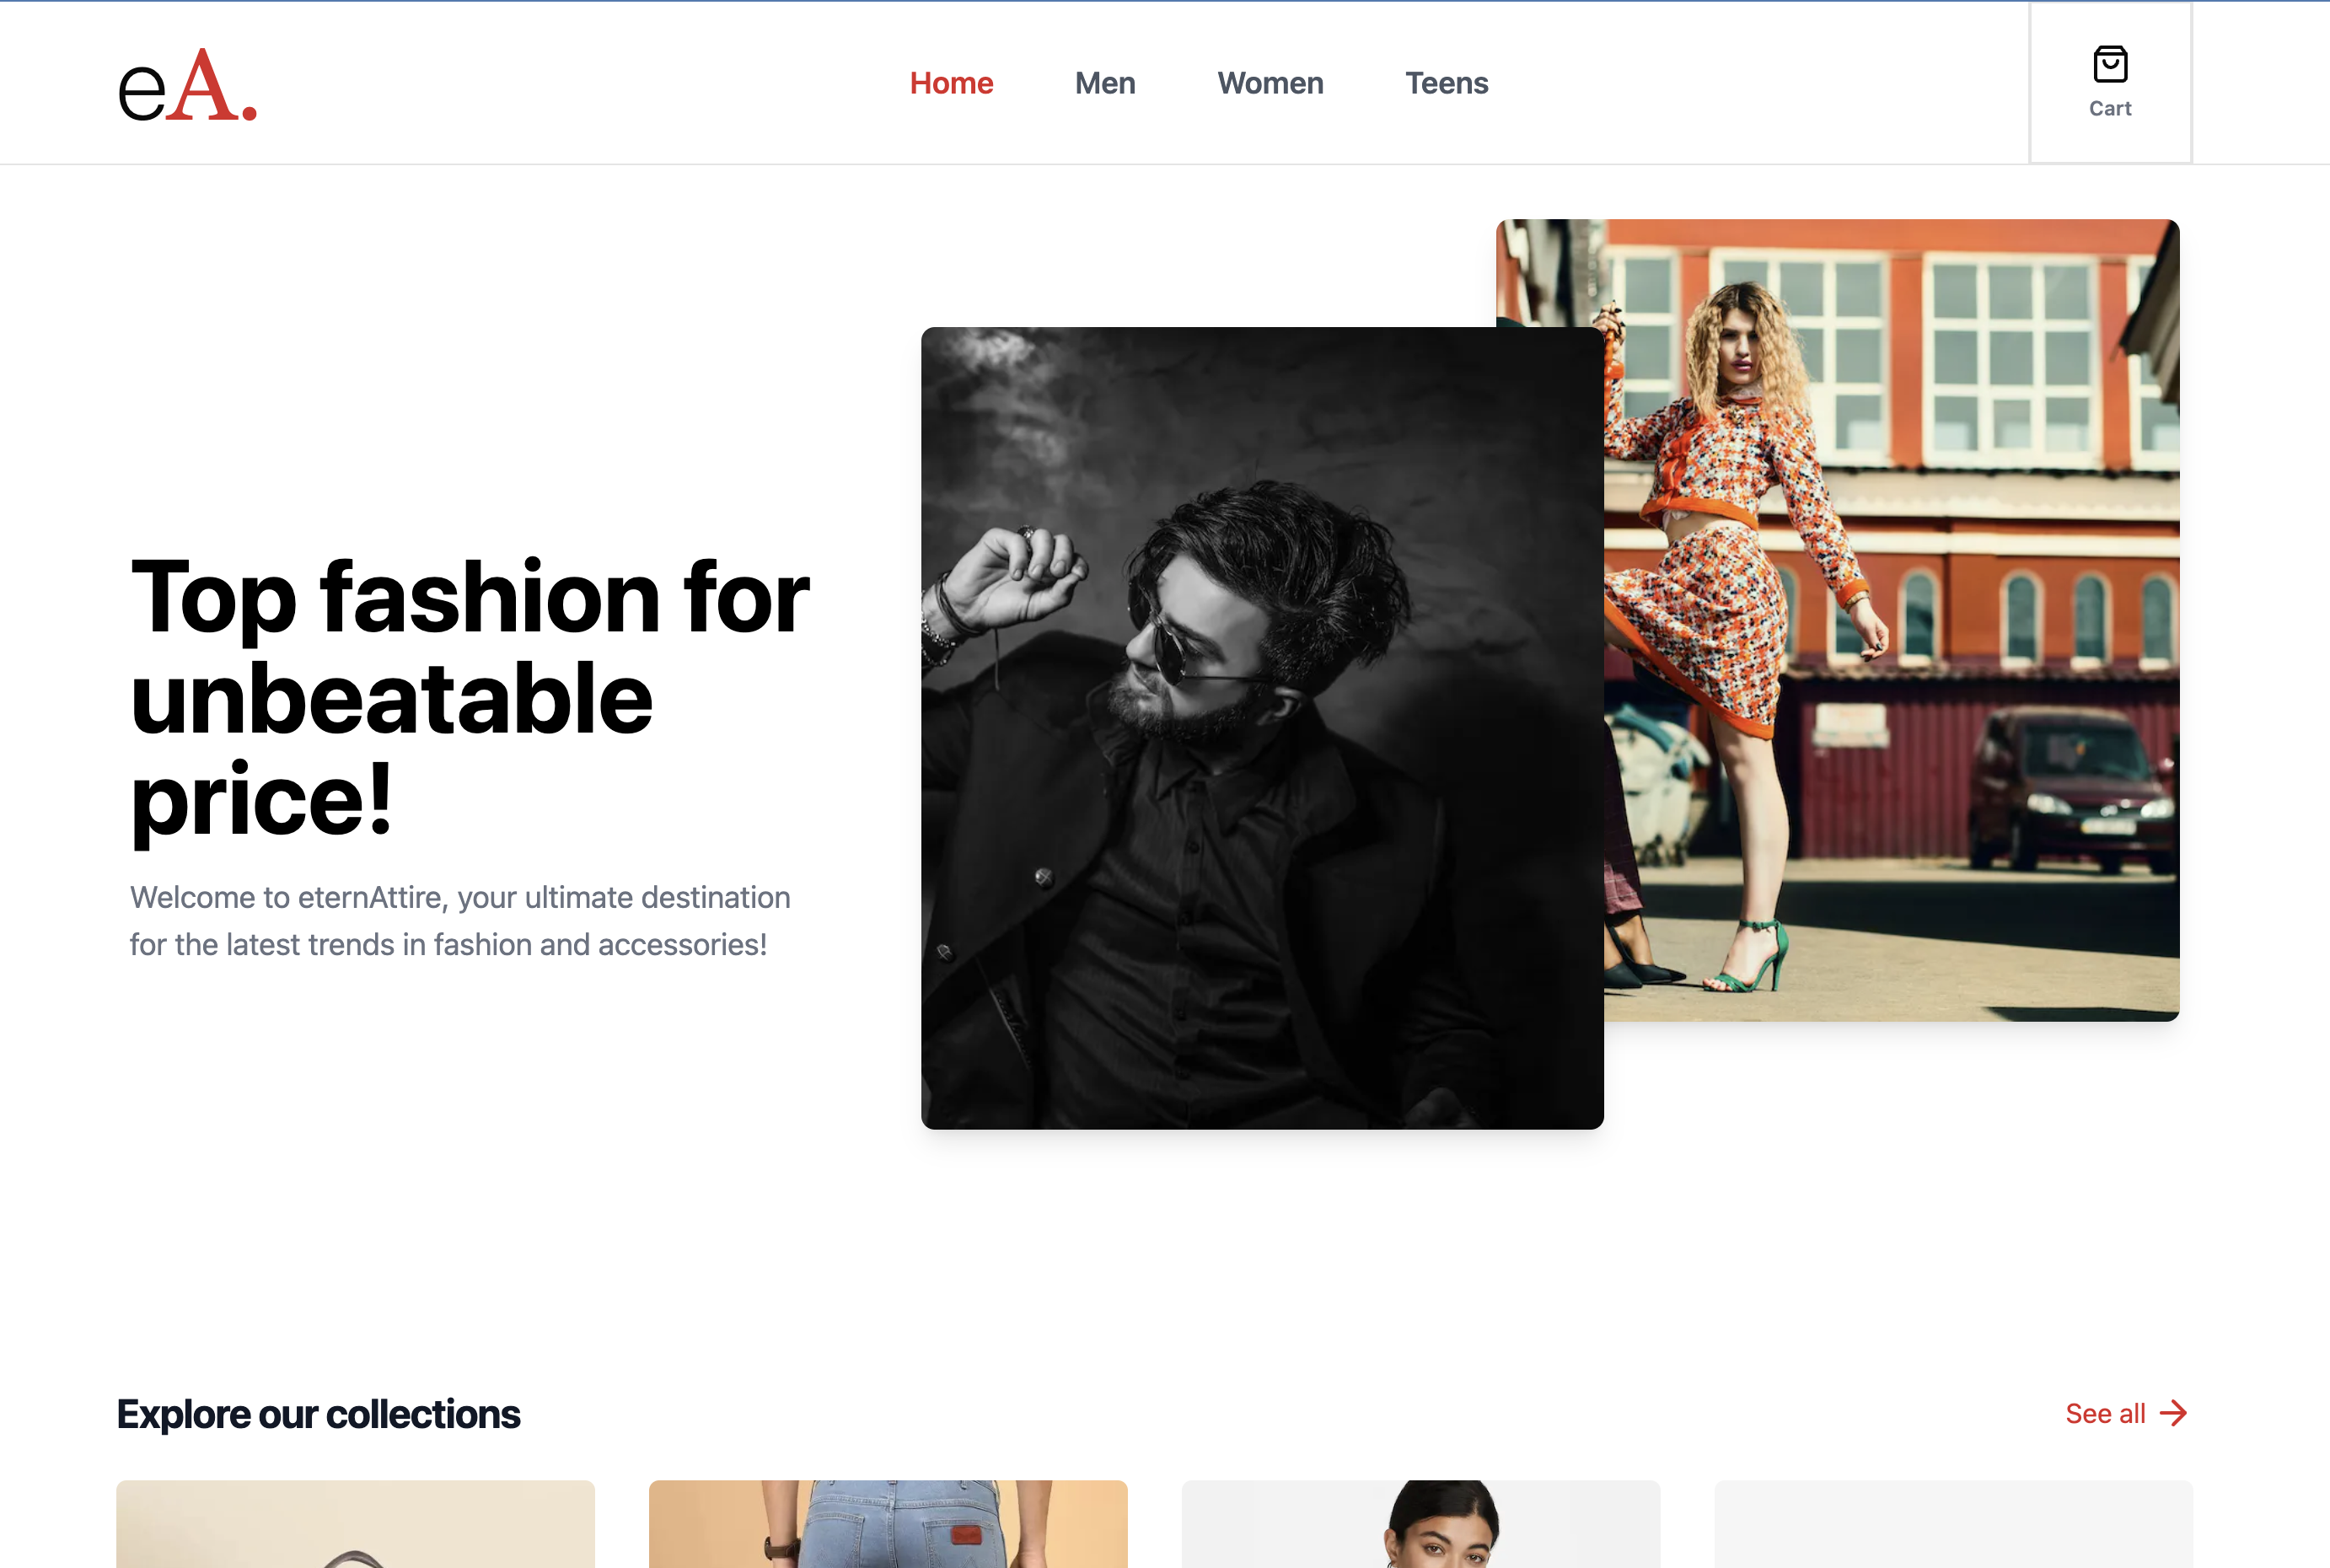 eA.
Home Men Women Teens
Cart
Top fashion for
unbeatable
price!
Welcome to eternAttire, your ultimate destination
for the latest trends in fashion and accessories!
Explore our collections
See all